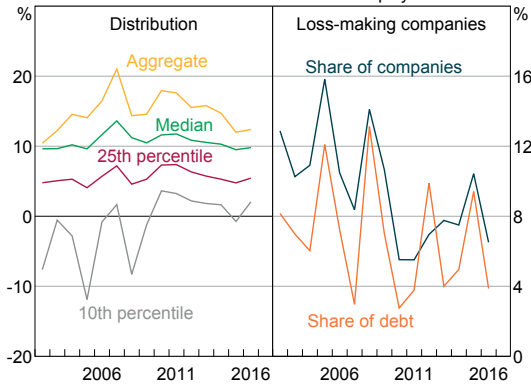 %
Distribution
Loss-making companies
%
Aggregate
Median
25th percentile
10th percentile
Share of companies
Share of debt
20
10
0
-10
-20
16
12
8
4
0
2006
2011
2016
2006
2011
2016